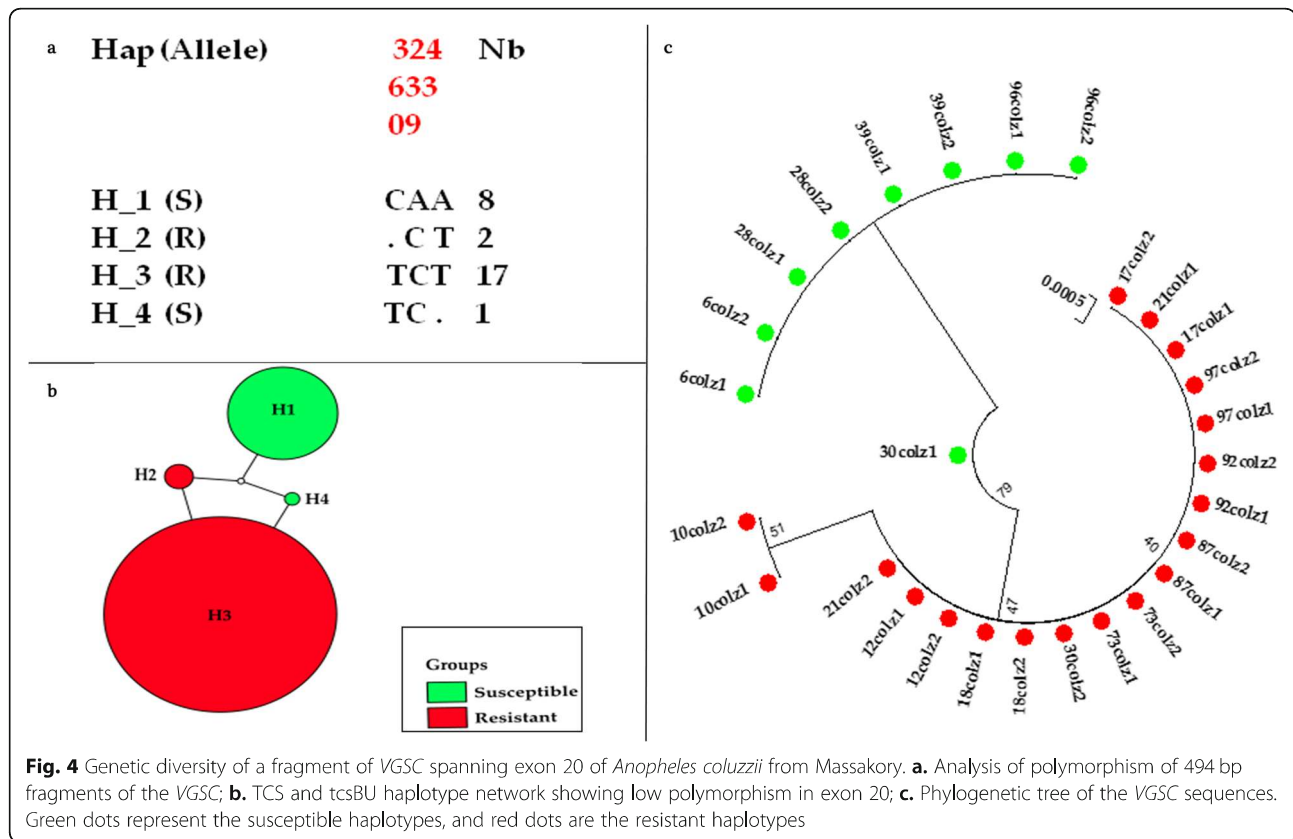 a
Hap (Allele) 324 Nb
633
09
H_1 (S) CAA 8
H_2 (R) . C T 2
H_3 (R) TCT 17
H_4 (S) TC . 1
b
H1
H2
H4
H3
Groups
Susceptible
Resistant
c
96colz2
96colz1
39colz2
39colz1
28colz2
28colz1
6colz2
6colz1
30colz1
79
0.0005
17colz2
21colz1
17colz1
97colz2
97colz1
92colz2
92colz1
87colz2
40
87colz1
73colz2
73colz1
30colz2
47
18colz2
18colz1
12colz2
12colz1
21colz2
51
10colz2
10colz1
Fig. 4 Genetic diversity of a fragment of VGSC spanning exon 20 of Anopheles coluzzii from Massakory. a. Analysis of polymorphism of 494 bp
fragments of the VGSC; b. TCS and tcsBU haplotype network showing low polymorphism in exon 20; c. Phylogenetic tree of the VGSC sequences.
Green dots represent the susceptible haplotypes, and red dots are the resistant haplotypes